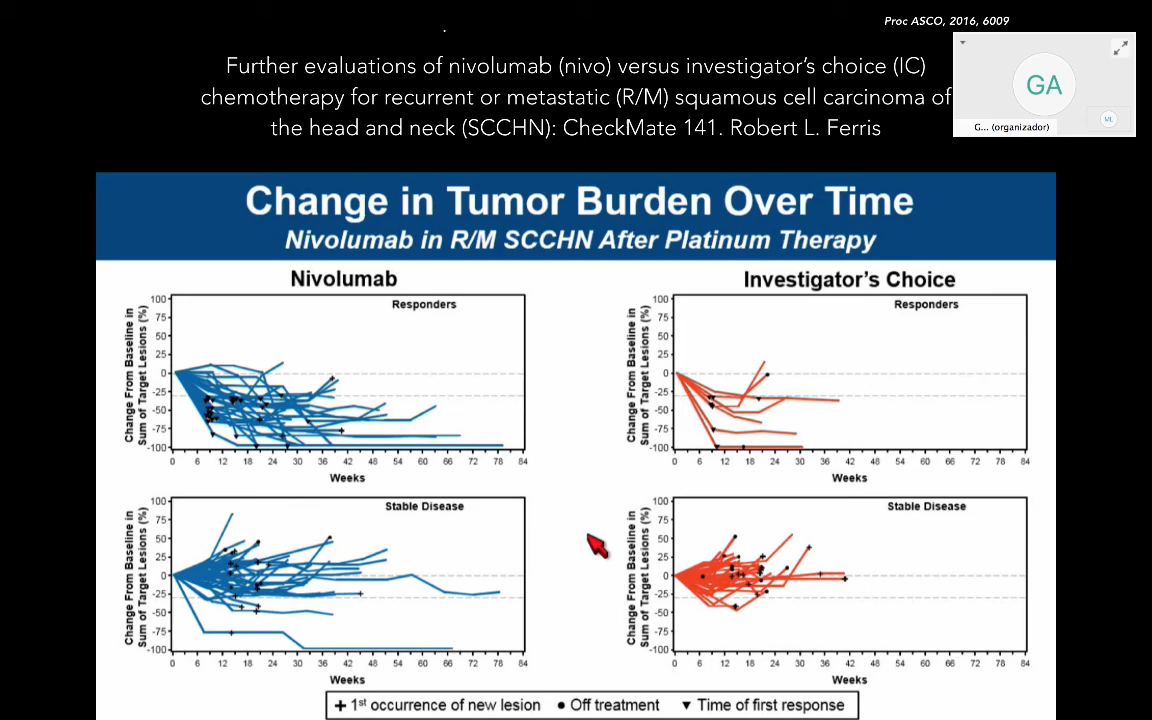 Proc ASCO, 2016, 6009
Further evaluations of nivolumab (nivo) versus investigator's choice (IC)
chemotherapy for recurrent or metastatic (R/M) squamous cell carcinoma of
the head and neck (SCCHN): CheckMate 141. Robert L. Ferris
GA
G... (organizador)
ML
Change in Tumor Burden Over Time
Nivolumab in R/M SCCHN After Platinum Therapy
Nivolumab
Responders
Change From Baseline in
Sum of Target Lesions (%)
100
75
50
25
0
-25
-50
-75
-100
0 6 12 18 24 30 36 42 48 54 60 66 72 78 84
Weeks
Investigator's Choice
Responders
Change From Baseline in
Sum of Target Lesions (%)
100
75
50
25
0
-25
-50
-75
-100
0 6 12 18 24 30 36 42 48 54 60 66 72 78 84
Weeks
Stable Disease
Change From Baseline in
Sum of Target Lesions (%)
100
75
50
25
0
-25
-50
-75
-100
0 6 12 18 24 30 36 42 48 54 60 66 72 78 84
Weeks
Stable Disease
Change From Baseline in
Sum of Target Lesions (%)
100
75
50
25
0
-25
-50
-75
-100
0 6 12 18 24 30 36 42 48 54 60 66 72 78 84
Weeks
+ 1st occurrence of new lesion ● Off treatment ▼ Time of first response